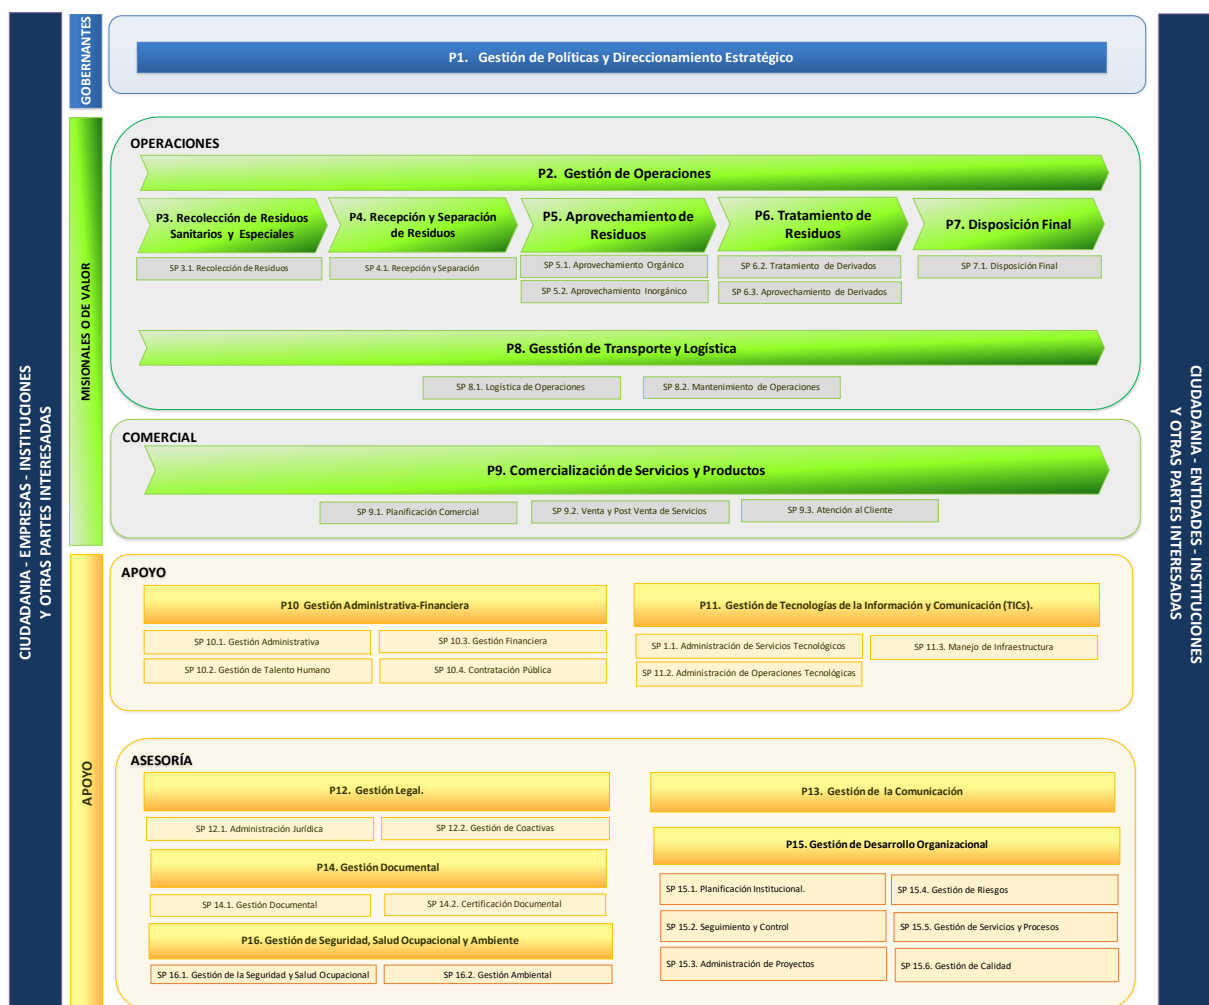 CIUDADANIA - EMPRESAS - INSTITUCIONES
Y OTRAS PARTES INTERESADAS
GOBERNANTES
P1. Gestión de Políticas y Direccionamiento Estratégico
MISIONALES O DE VALOR
OPERACIONES
P2. Gestión de Operaciones
P3. Recolección de Residuos
Sanitarios y Especiales
P4. Recepción y Separación
de Residuos
P5. Aprovechamiento de
Residuos
P6. Tratamiento de
Residuos
P7. Disposición Final
SP 3.1. Recolección de Residuos
SP 4.1. Recepción y Separación
SP 5.1. Aprovechamiento Orgánico
SP 5.2. Aprovechamiento Inorgánico
SP 6.2. Tratamiento de Derivados
SP 6.3. Aprovechamiento de Derivados
SP 7.1. Disposición Final
P8. Gesstión de Transporte y Logística
SP 8.1. Logística de Operaciones
SP 8.2. Mantenimiento de Operaciones
COMERCIAL
P9. Comercialización de Servicios y Productos
SP 9.1. Planificación Comercial
SP 9.2. Venta y Post Venta de Servicios
SP 9.3. Atención al Cliente
APOYO
APOYO
P10 Gestión Administrativa-Financiera
SP 10.1. Gestión Administrativa
SP 10.3. Gestión Financiera
SP 10.2. Gestión de Talento Humano
SP 10.4. Contratación Pública
P11. Gestión de Tecnologías de la Información y Comunicación (TICs).
SP 1.1. Administración de Servicios Tecnológicos
SP 11.3. Manejo de Infraestructura
SP 11.2. Administración de Operaciones Tecnológicas
ASESORÍA
P12. Gestión Legal.
SP 12.1. Administración Jurídica
SP 12.2. Gestión de Coactivas
P13. Gestión de la Comunicación
P14. Gestión Documental
SP 14.1. Gestión Documental
SP 14.2. Certificación Documental
P15. Gestión de Desarrollo Organizacional
SP 15.1. Planificación Institucional.
SP 15.4. Gestión de Riesgos
SP 15.2. Seguimiento y Control
SP 15.5. Gestión de Servicios y Procesos
SP 15.3. Administración de Proyectos
SP 15.6. Gestión de Calidad
P16. Gestión de Seguridad, Salud Ocupacional y Ambiente
SP 16.1. Gestión de la Seguridad y Salud Ocupacional
SP 16.2. Gestión Ambiental
CIUDADANIA - ENTIDADES - INSTITUCIONES
Y OTRAS PARTES INTERESADAS